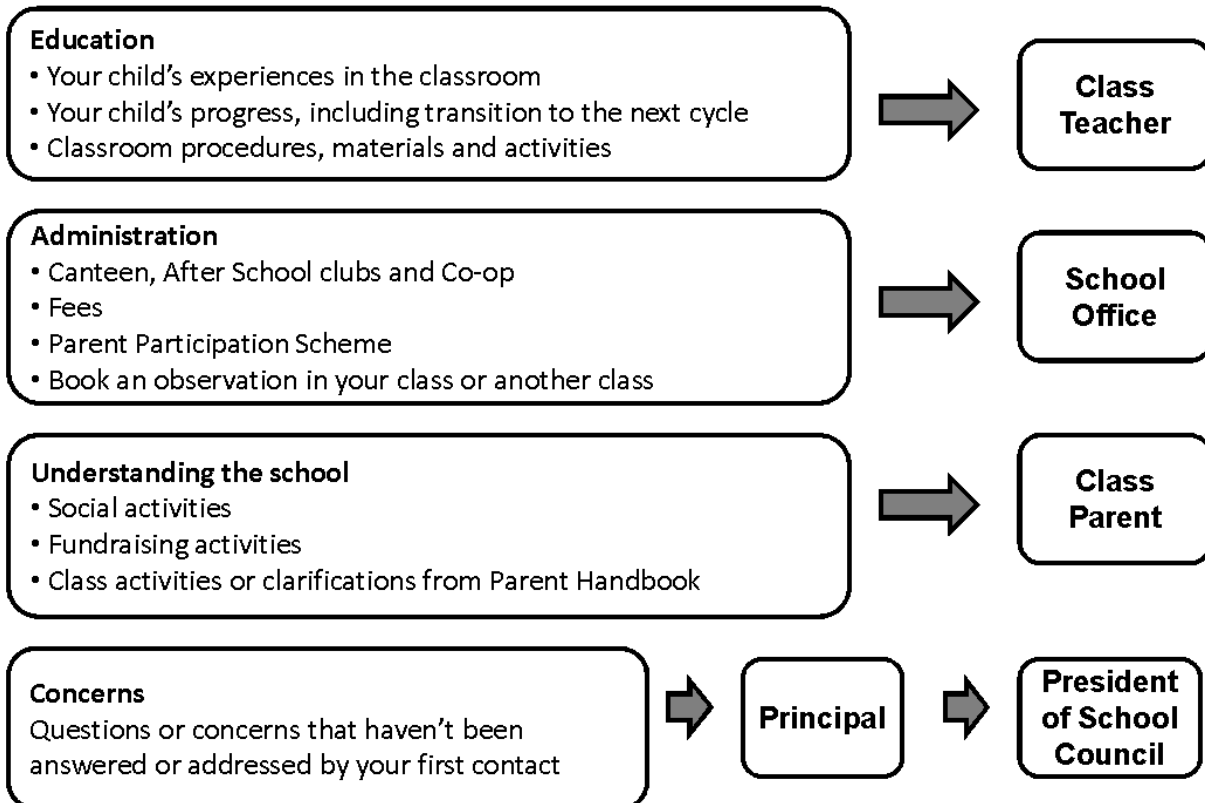 Education
• Your child’s experiences in the classroom
• Your child’s progress, including transition to the next cycle
• Classroom procedures, materials and activities
Class
Teacher
Administration
• Canteen, After School clubs and Co-op
• Fees
• Parent Participation Scheme
• Book an observation in your class or another class
School
Office
Understanding the school
• Social activities
• Fundraising activities
• Class activities or clarifications from Parent Handbook
Class
Parent
Concerns
Questions or concerns that haven’t been
answered or addressed by your first contact
Principal
President
of School
Council